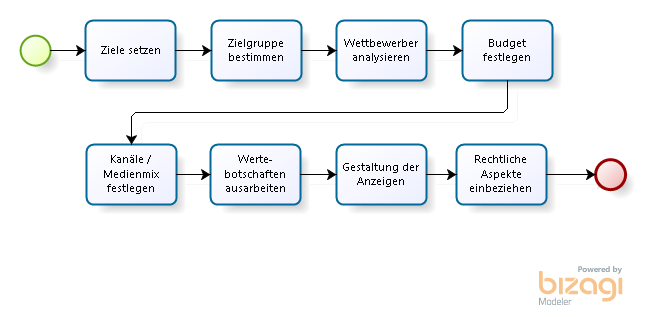 Ziele setzen
Zielgruppe
bestimmen
Wettbewerber
analysieren
Budget
festlegen
Kanäle /
Medienmix
festlegen
Werte-
botschaften
ausarbeiten
Gestaltung der
Anzeigen
Rechtliche
Aspekte
einbeziehen
Powered by
bizagi
Modeler